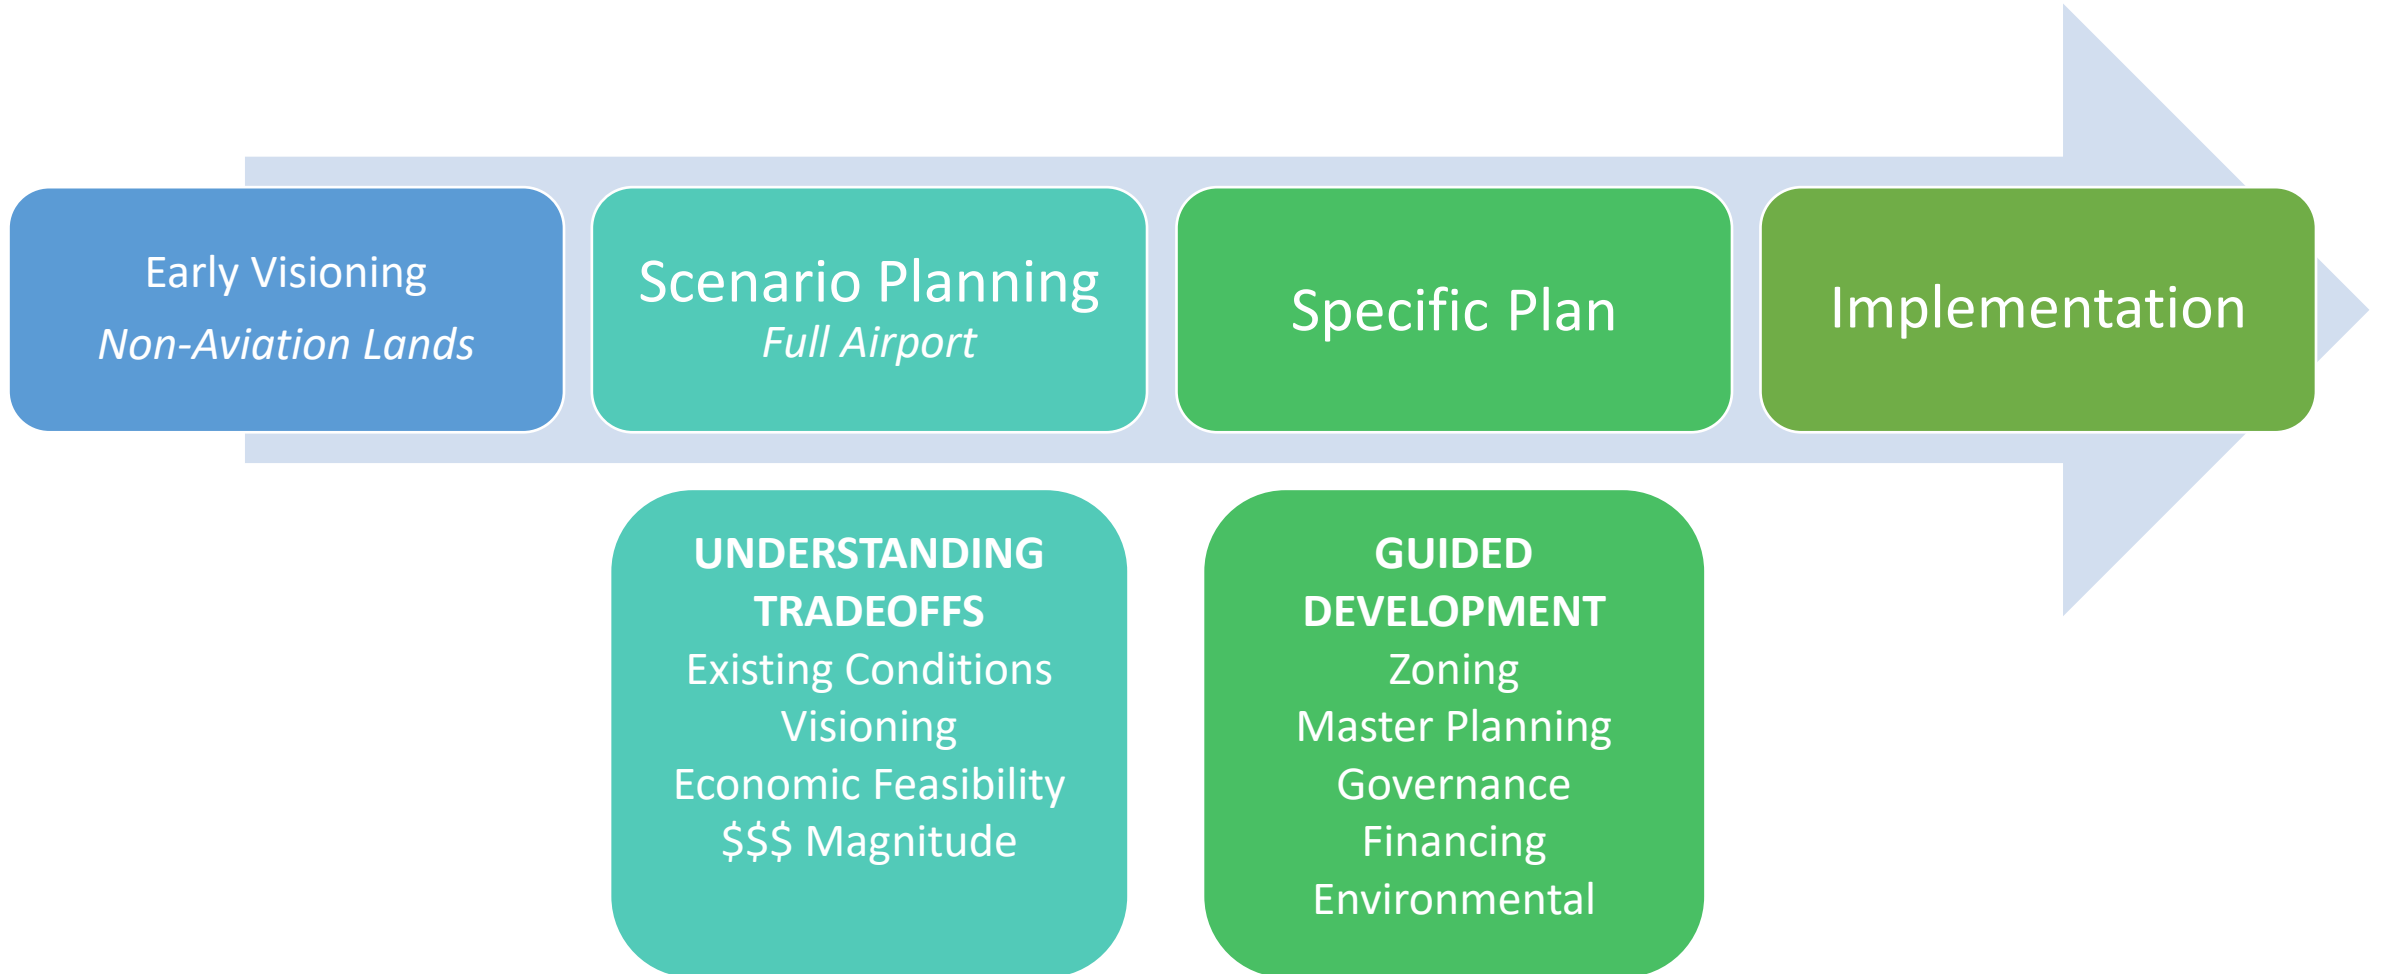 Early Visioning
Non-Aviation Lands
Scenario Planning
Full Airport
Specific Plan
Implementation
UNDERSTANDING
TRADEOFFS
Existing Conditions
Visioning
Economic Feasibility
$$$ Magnitude
GUIDED
DEVELOPMENT
Zoning
Master Planning
Governance
Financing
Environmental